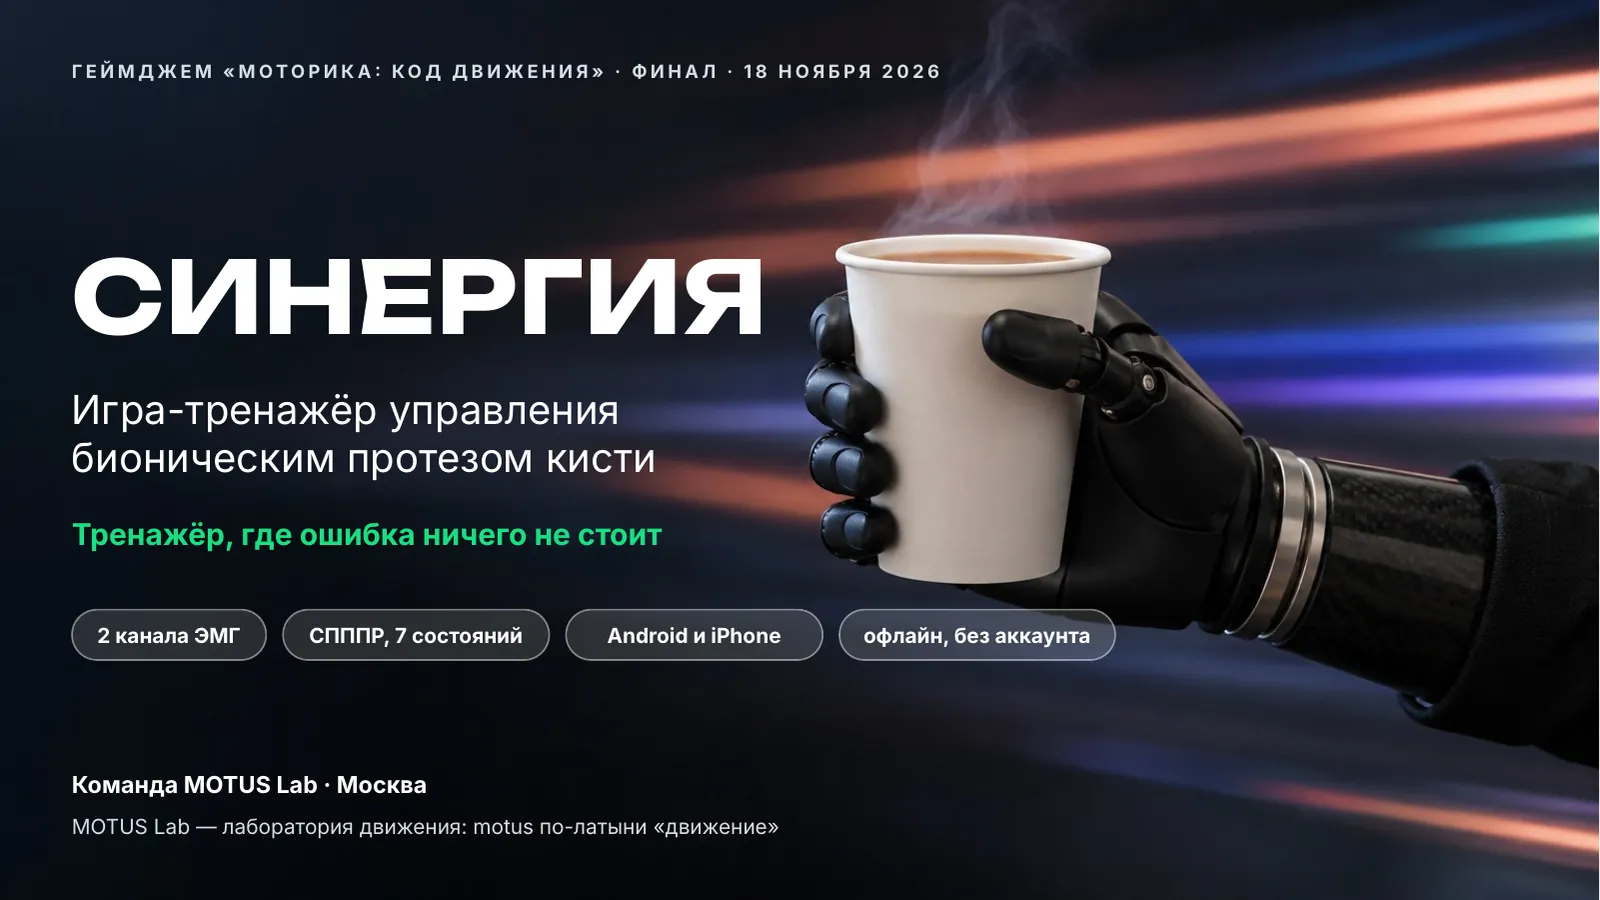 ГЕЙМДЖЕМ «МОТОРИКА: КОД ДВИЖЕНИЯ» · ФИНАЛ · 18 НОЯБРЯ 2026
СИНЕРГИЯ
Игра-тренажёр управления
бионическим протезом кисти
Тренажёр, где ошибка ничего не стоит
2 канала ЭМГ
СПППР, 7 состояний
Android и iPhone
офлайн, без аккаунта
Команда MOTUS Lab · Москва
MOTUS Lab — лаборатория движения: motus по-латыни «движение»